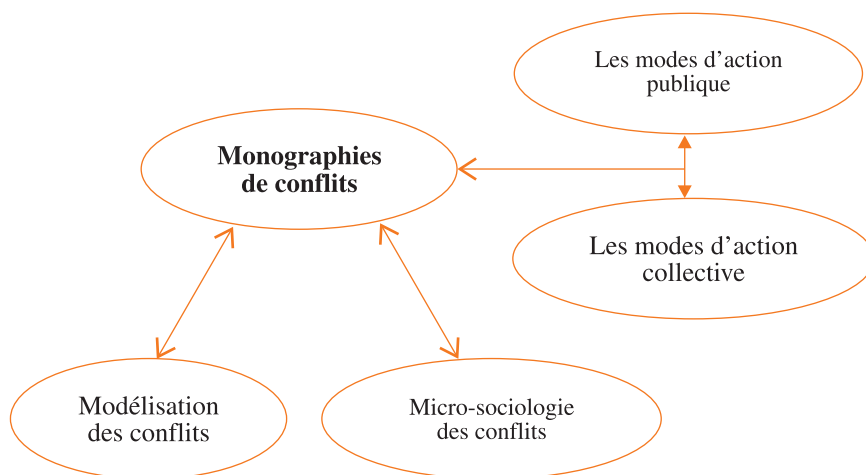 Les modes d’action
publique
Monographies
de conflits
Les modes d’action
collective
Modélisation
des conflits
Micro-sociologie
des conflits